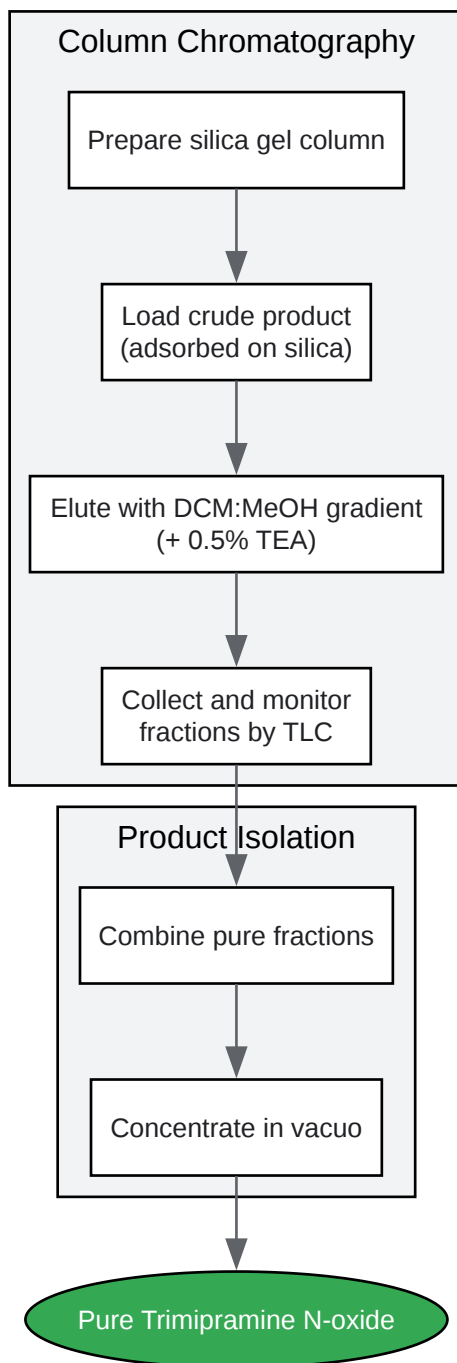 Column Chromatography
Prepare silica gel column
Load crude product
(adsorbed on silica)
Elute with DCM:MeOH gradient
(+ 0.5% TEA)
Collect and monitor
fractions by TLC
Product Isolation
Combine pure fractions
Concentrate in vacuo
Pure Trimipramine N-oxide